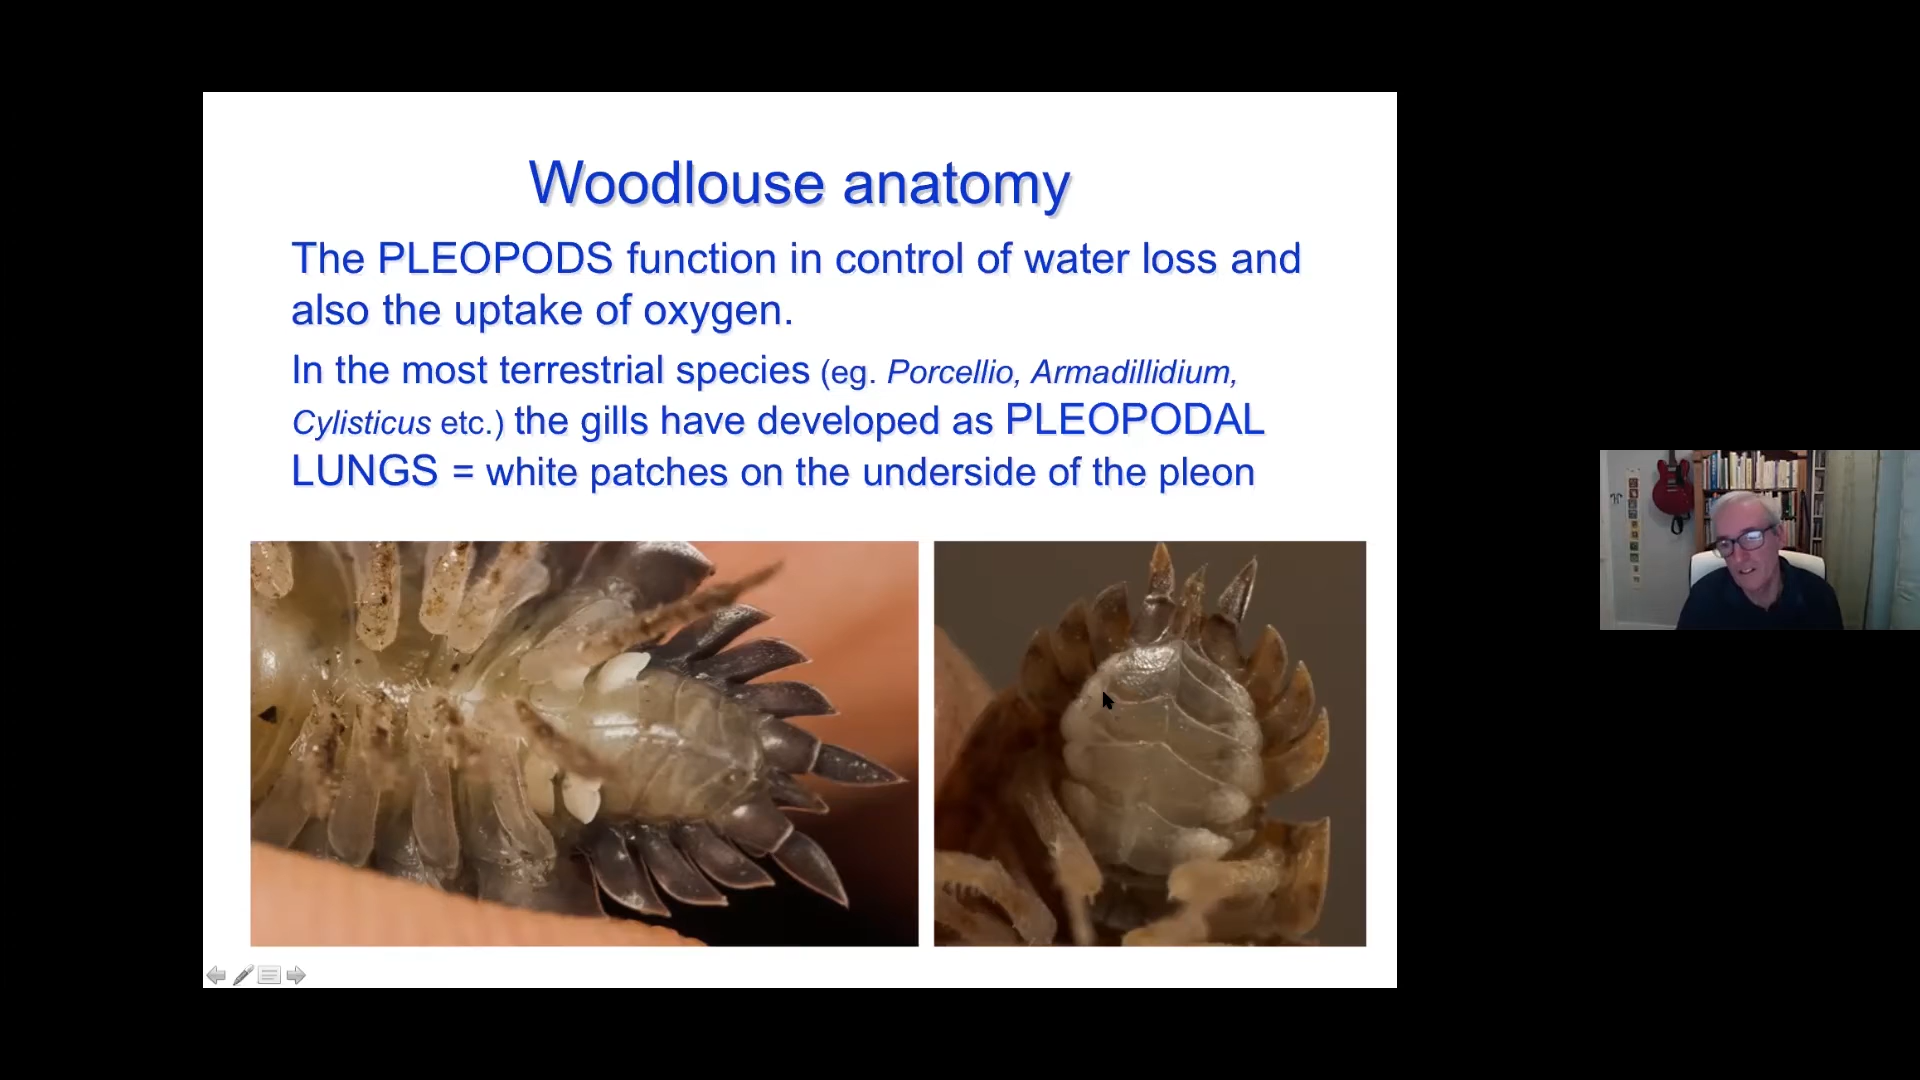 Woodlouse anatomy
The PLEOPODS function in control of water loss and
also the uptake of oxygen.
In the most terrestrial species (eg. Porcellio, Armadillidium,
Cylisticus etc.) the gills have developed as PLEOPODAL
LUNGS = white patches on the underside of the pleon